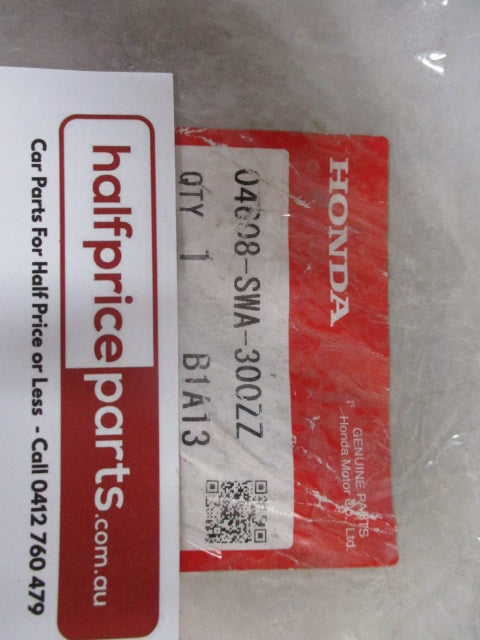 HONDA
GENUINE PARTS
Honda Motor Co., Ltd.
04608-SWA-300ZZ
QTY 1 B1A13
halfpriceparts.com.au
Car Parts For Half Price or Less - Call 0412 760 479